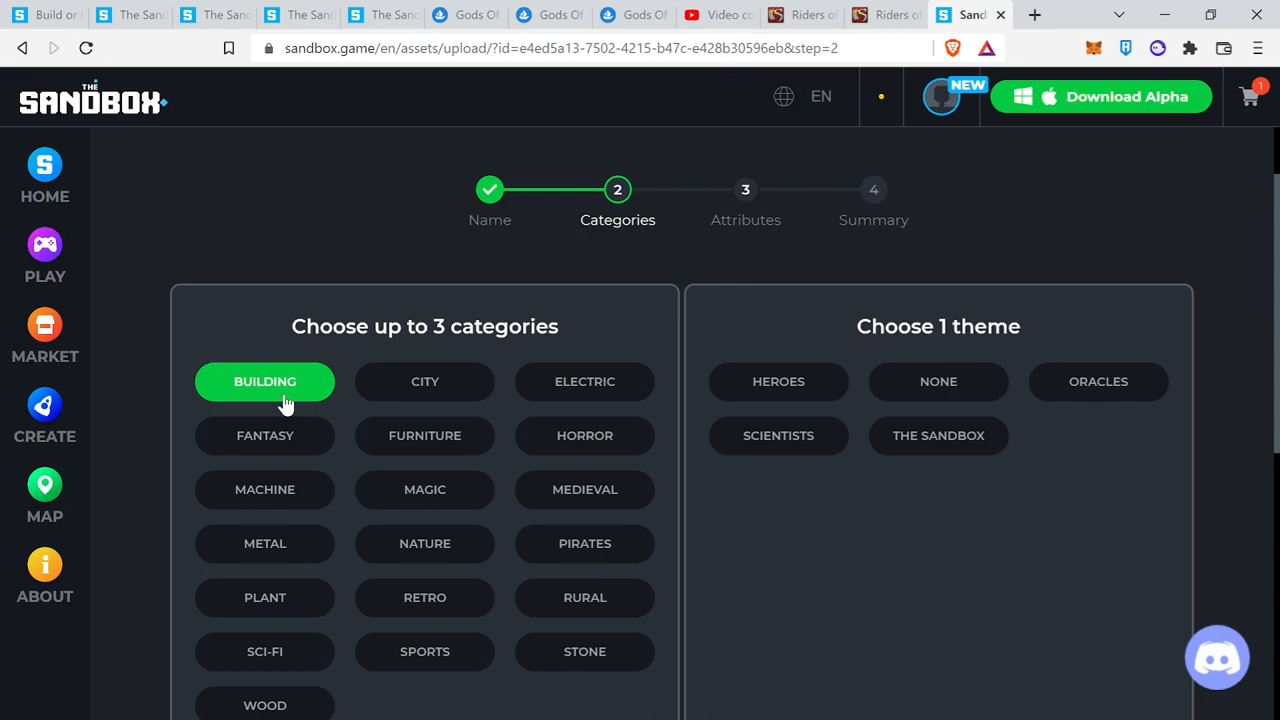 Build or
The Sand
The Sand
The Sand
The Sand
Gods Of
Gods Of
Gods Of
Video co
Riders of
Riders of
Sand
sandbox.game/en/assets/upload/?id=e4ed5a13-7502-4215-b47c-e428b30596eb&step=2
THE
SANDBOX
EN
NEW
Download Alpha
1
S
HOME
PLAY
MARKET
CREATE
MAP
ABOUT
2
3
4
Name
Categories
Attributes
Summary
Choose up to 3 categories
BUILDING
CITY
ELECTRIC
FANTASY
FURNITURE
HORROR
MACHINE
MAGIC
MEDIEVAL
METAL
NATURE
PIRATES
PLANT
RETRO
RURAL
SCI-FI
SPORTS
STONE
WOOD
Choose 1 theme
HEROES
NONE
ORACLES
SCIENTISTS
THE SANDBOX